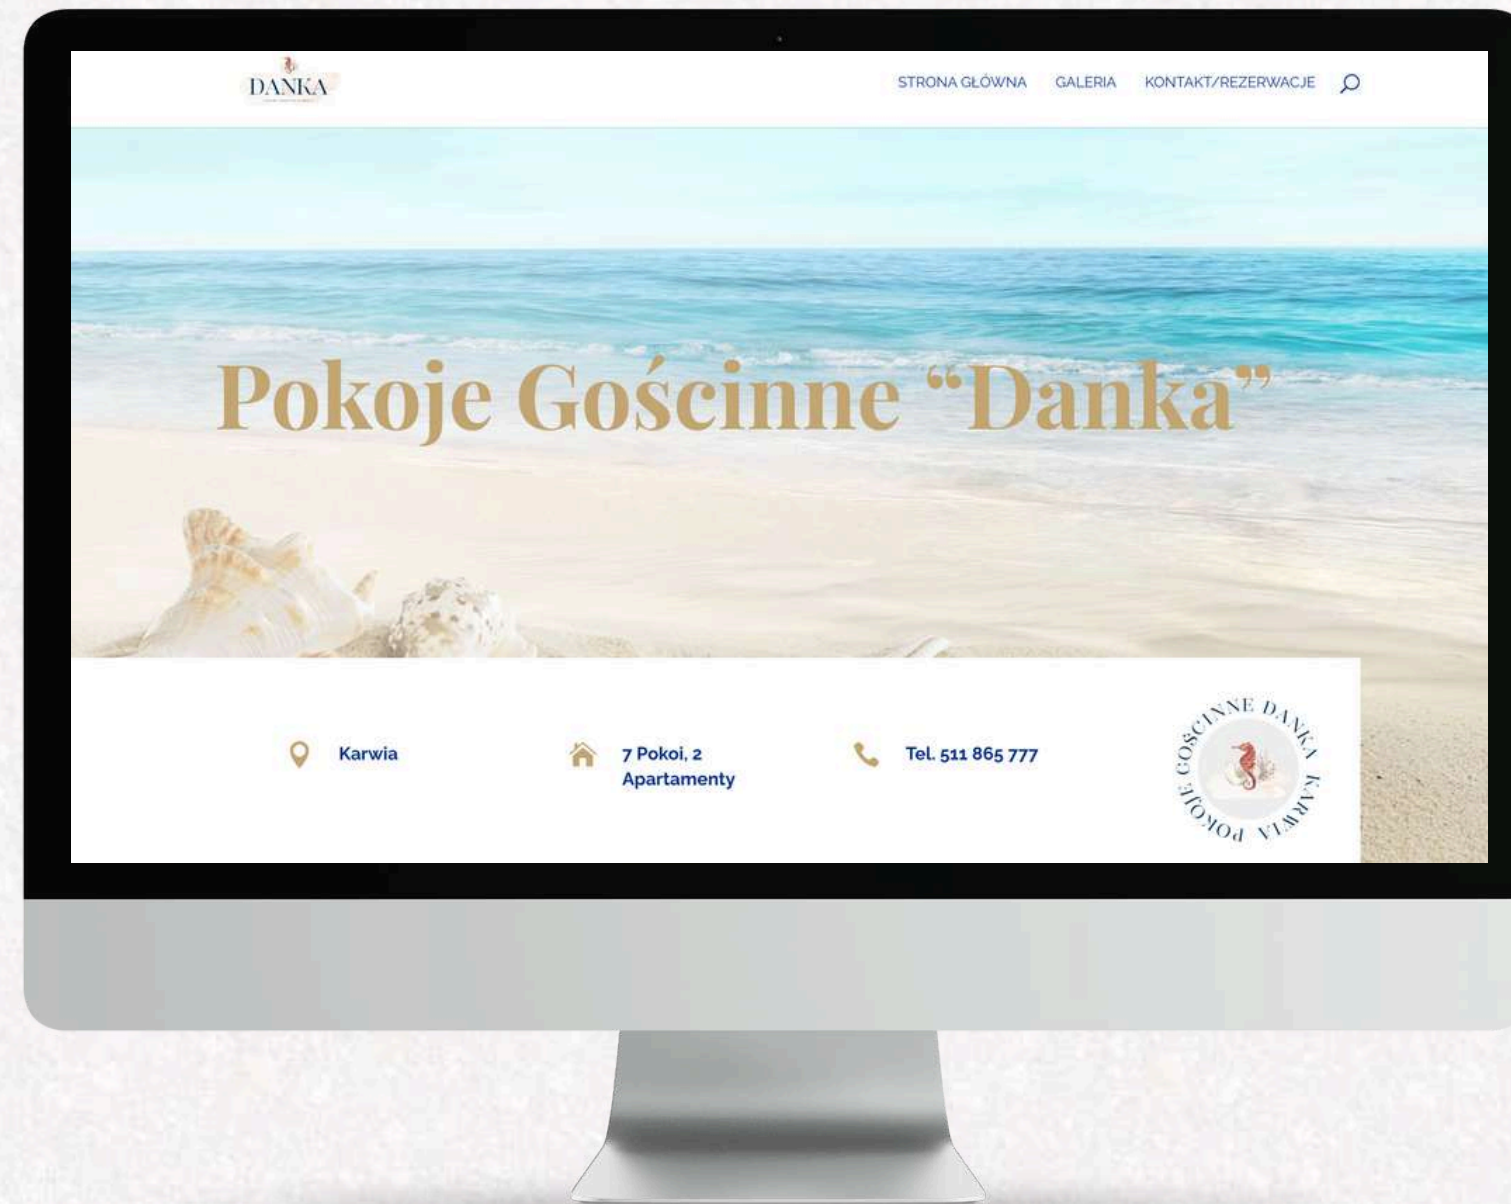 DANKA
STRONA GŁÓWNA GALERIA KONTAKT/REZERWACJE
Pokoje Gościnne “Danka”
Karwia
7 Pokoi, 2
Apartamenty
Tel. 511 865 777
POKOJE GOŚCINNE DANKA KARWIA